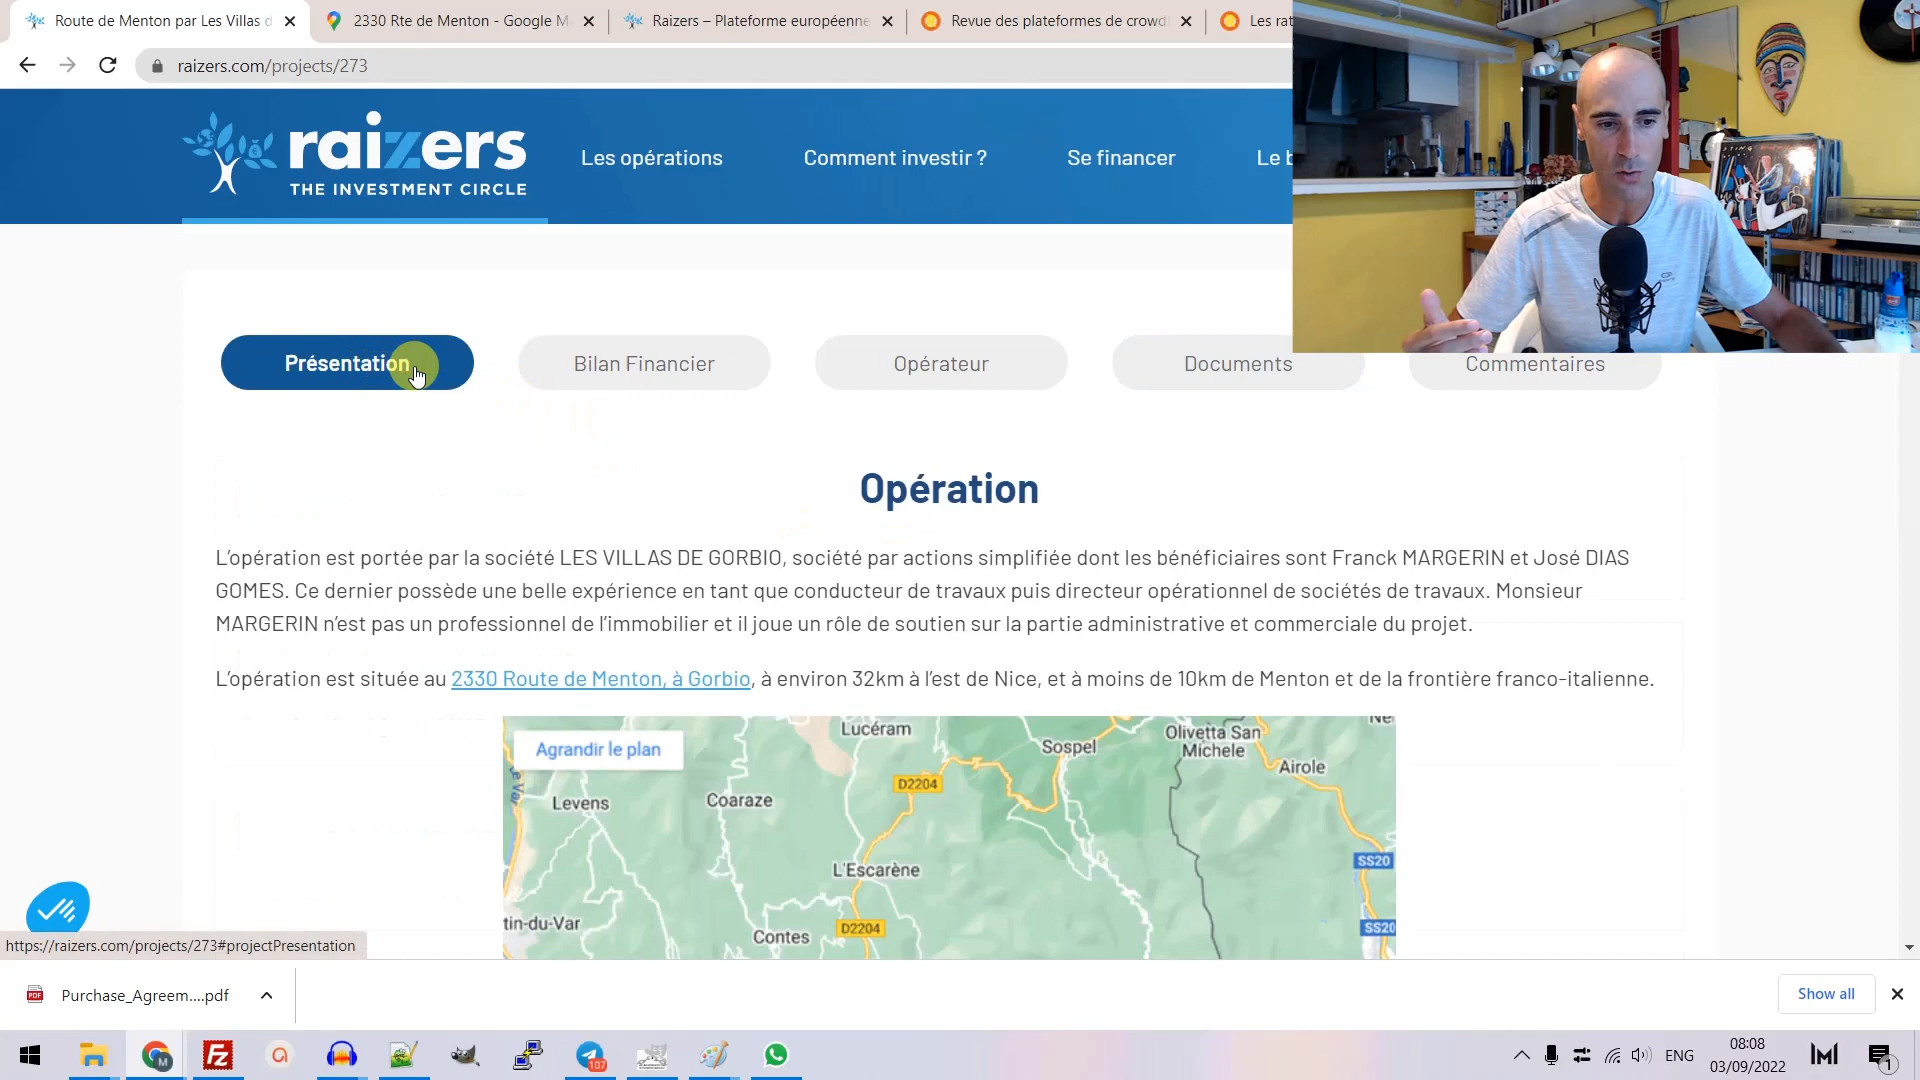 Route de Menton par Les Villas d
2330 Rte de Menton - Google M
Raizers – Plateforme européenne
Revue des plateformes de crowd
Les rat
raizers.com/projects/273
raizers
THE INVESTMENT CIRCLE
Les opérations
Comment investir ?
Se financer
Le b
Présentation
Bilan Financier
Opérateur
Documents
Commentaires
Opération
L'opération est portée par la société LES VILLAS DE GORBIO, société par actions simplifiée dont les bénéficiaires sont Franck MARGERIN et José DIAS
GOMES. Ce dernier possède une belle expérience en tant que conducteur de travaux puis directeur opérationnel de sociétés de travaux. Monsieur
MARGERIN n'est pas un professionnel de l'immobilier et il joue un rôle de soutien sur la partie administrative et commerciale du projet.
L'opération est située au 2330 Route de Menton, à Gorbio, à environ 32km à l'est de Nice, et à moins de 10km de Menton et de la frontière franco-italienne.
Agrandir le plan
Lucéram
Sospel
Olivetta San
Michele
Airole
Levens
Coaraze
D2204
Le Var
L'Escarène
SS20
tin-du-Var
Contes
D2204
SS20
https://raizers.com/projects/273#projectPresentation
PDF
Purchase_Agreem....pdf
Show all
107
ENG
08:08
03/09/2022
1